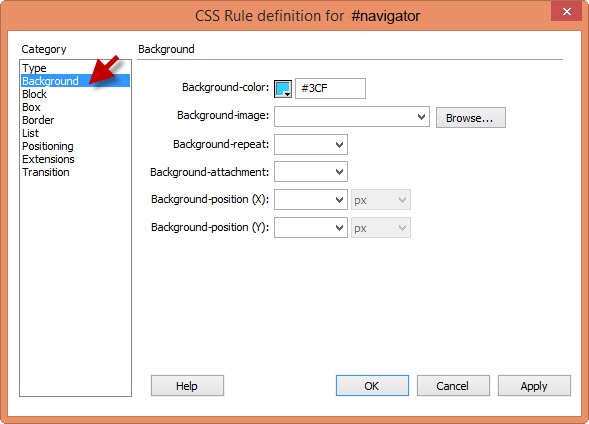 CSS Rule definition for #navigator
Category
Background
Type
Background
Block
Box
Border
List
Positioning
Extensions
Transition
Background-color: #3CF
Background-image: Browse...
Background-repeat:
Background-attachment:
Background-position (X): px
Background-position (Y): px
Help OK Cancel Apply